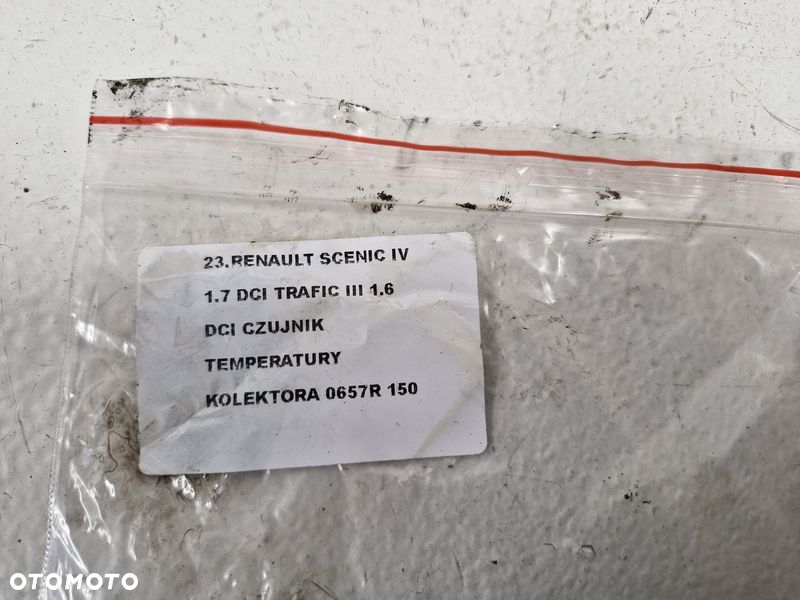 23.RENAULT SCENIC IV
1.7 DCI TRAFIC III 1.6
DCI CZUJNIK
TEMPERATURY
KOLEKTORA 0657R 150
OTOMOTO